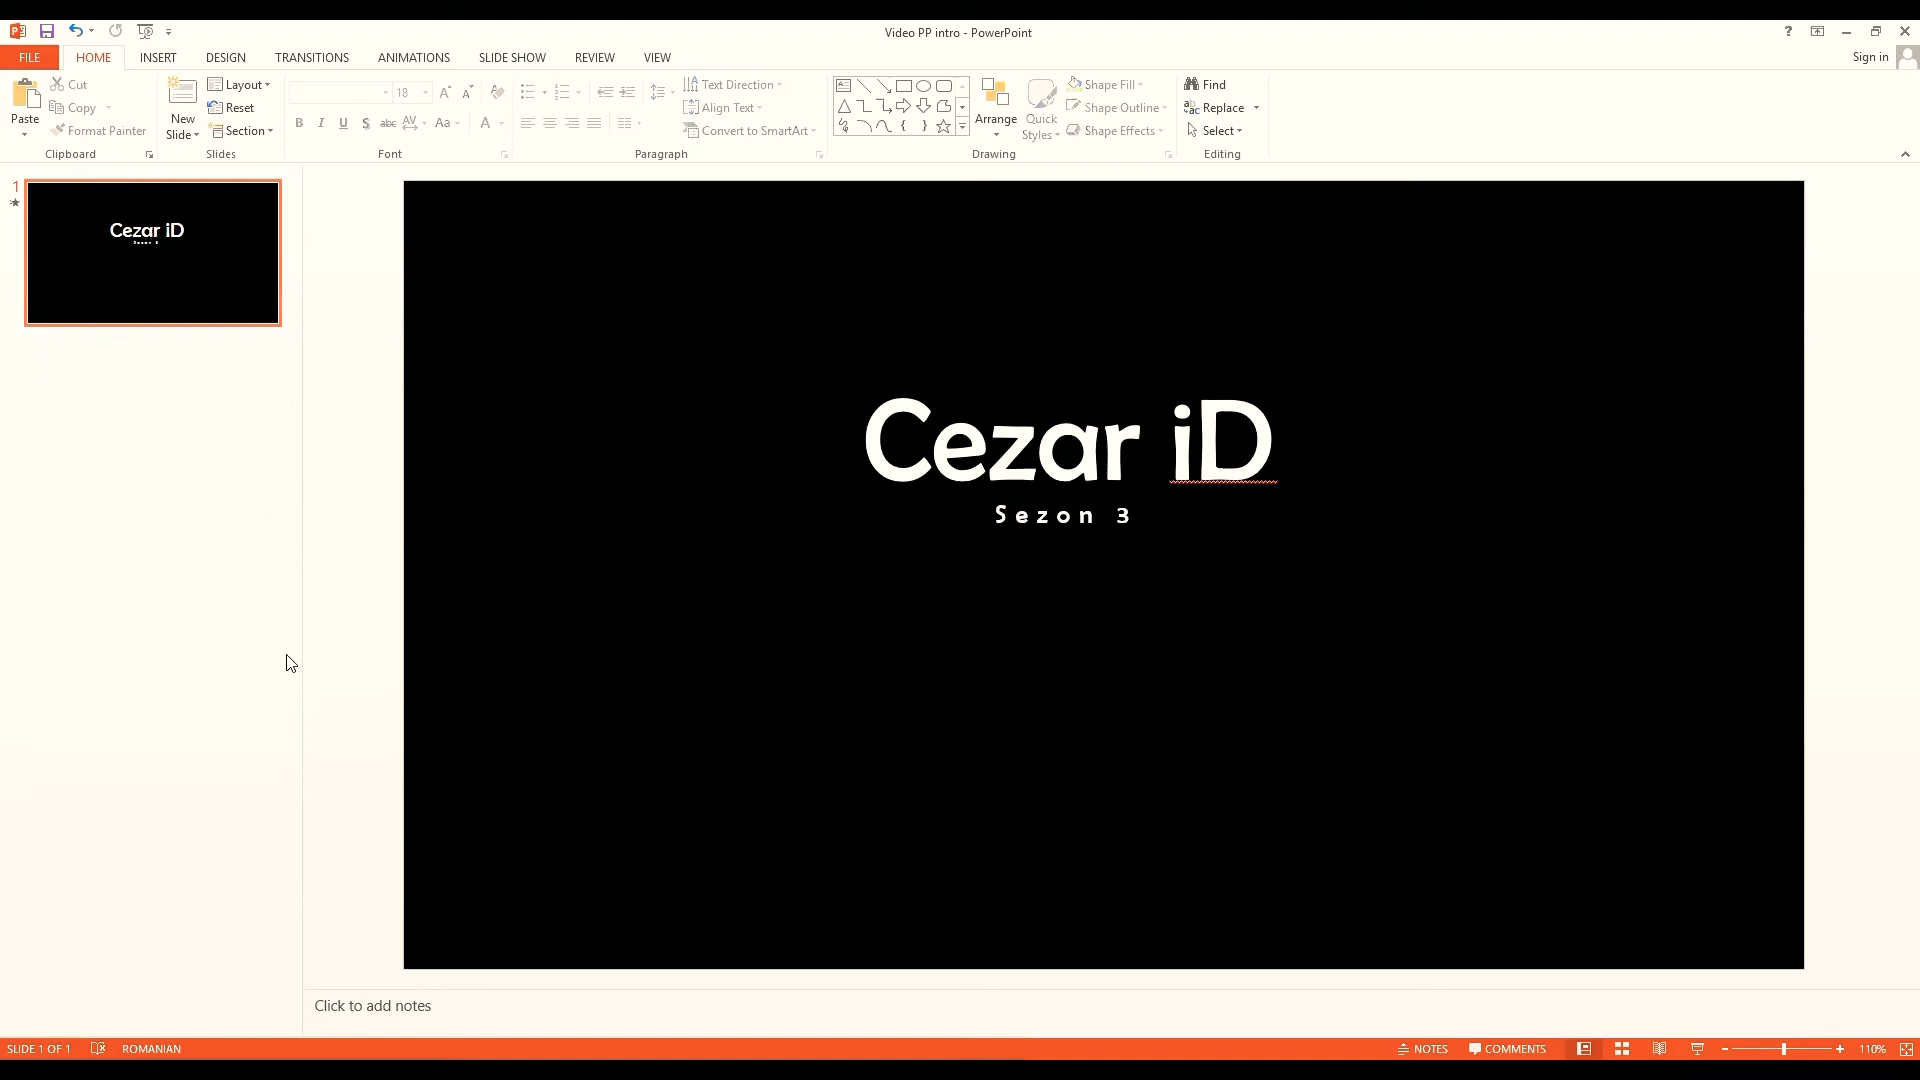 Video PP intro - PowerPoint
FILE HOME INSERT DESIGN TRANSITIONS ANIMATIONS SLIDE SHOW REVIEW VIEW
Sign in
Paste
Cut
Copy
Format Painter
Clipboard
New Slide
Layout
Reset
Section
Slides
18
Font
Text Direction
Align Text
Convert to SmartArt
Paragraph
Arrange
Quick Styles
Shape Fill
Shape Outline
Shape Effects
Drawing
Find
Replace
Select
Editing
1
Cezar iD
Sezon 3
Cezar iD
Sezon 3
Click to add notes
SLIDE 1 OF 1 ROMANIAN NOTES COMMENTS 110%